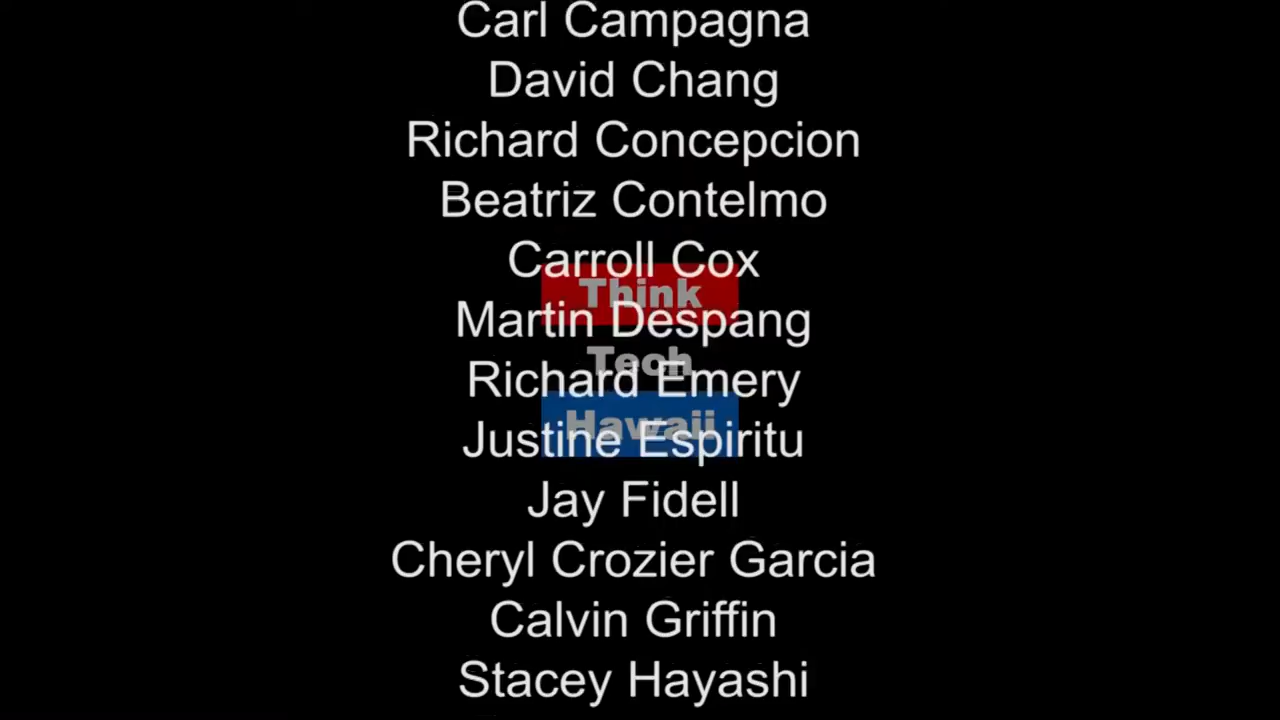 Carl Campagna
David Chang
Richard Concepcion
Beatriz Contelmo
Carroll Cox
Think
Martin Despang
Tech
Richard Emery
Hawaii
Justine Espiritu
Jay Fidell
Cheryl Crozier Garcia
Calvin Griffin
Stacey Hayashi